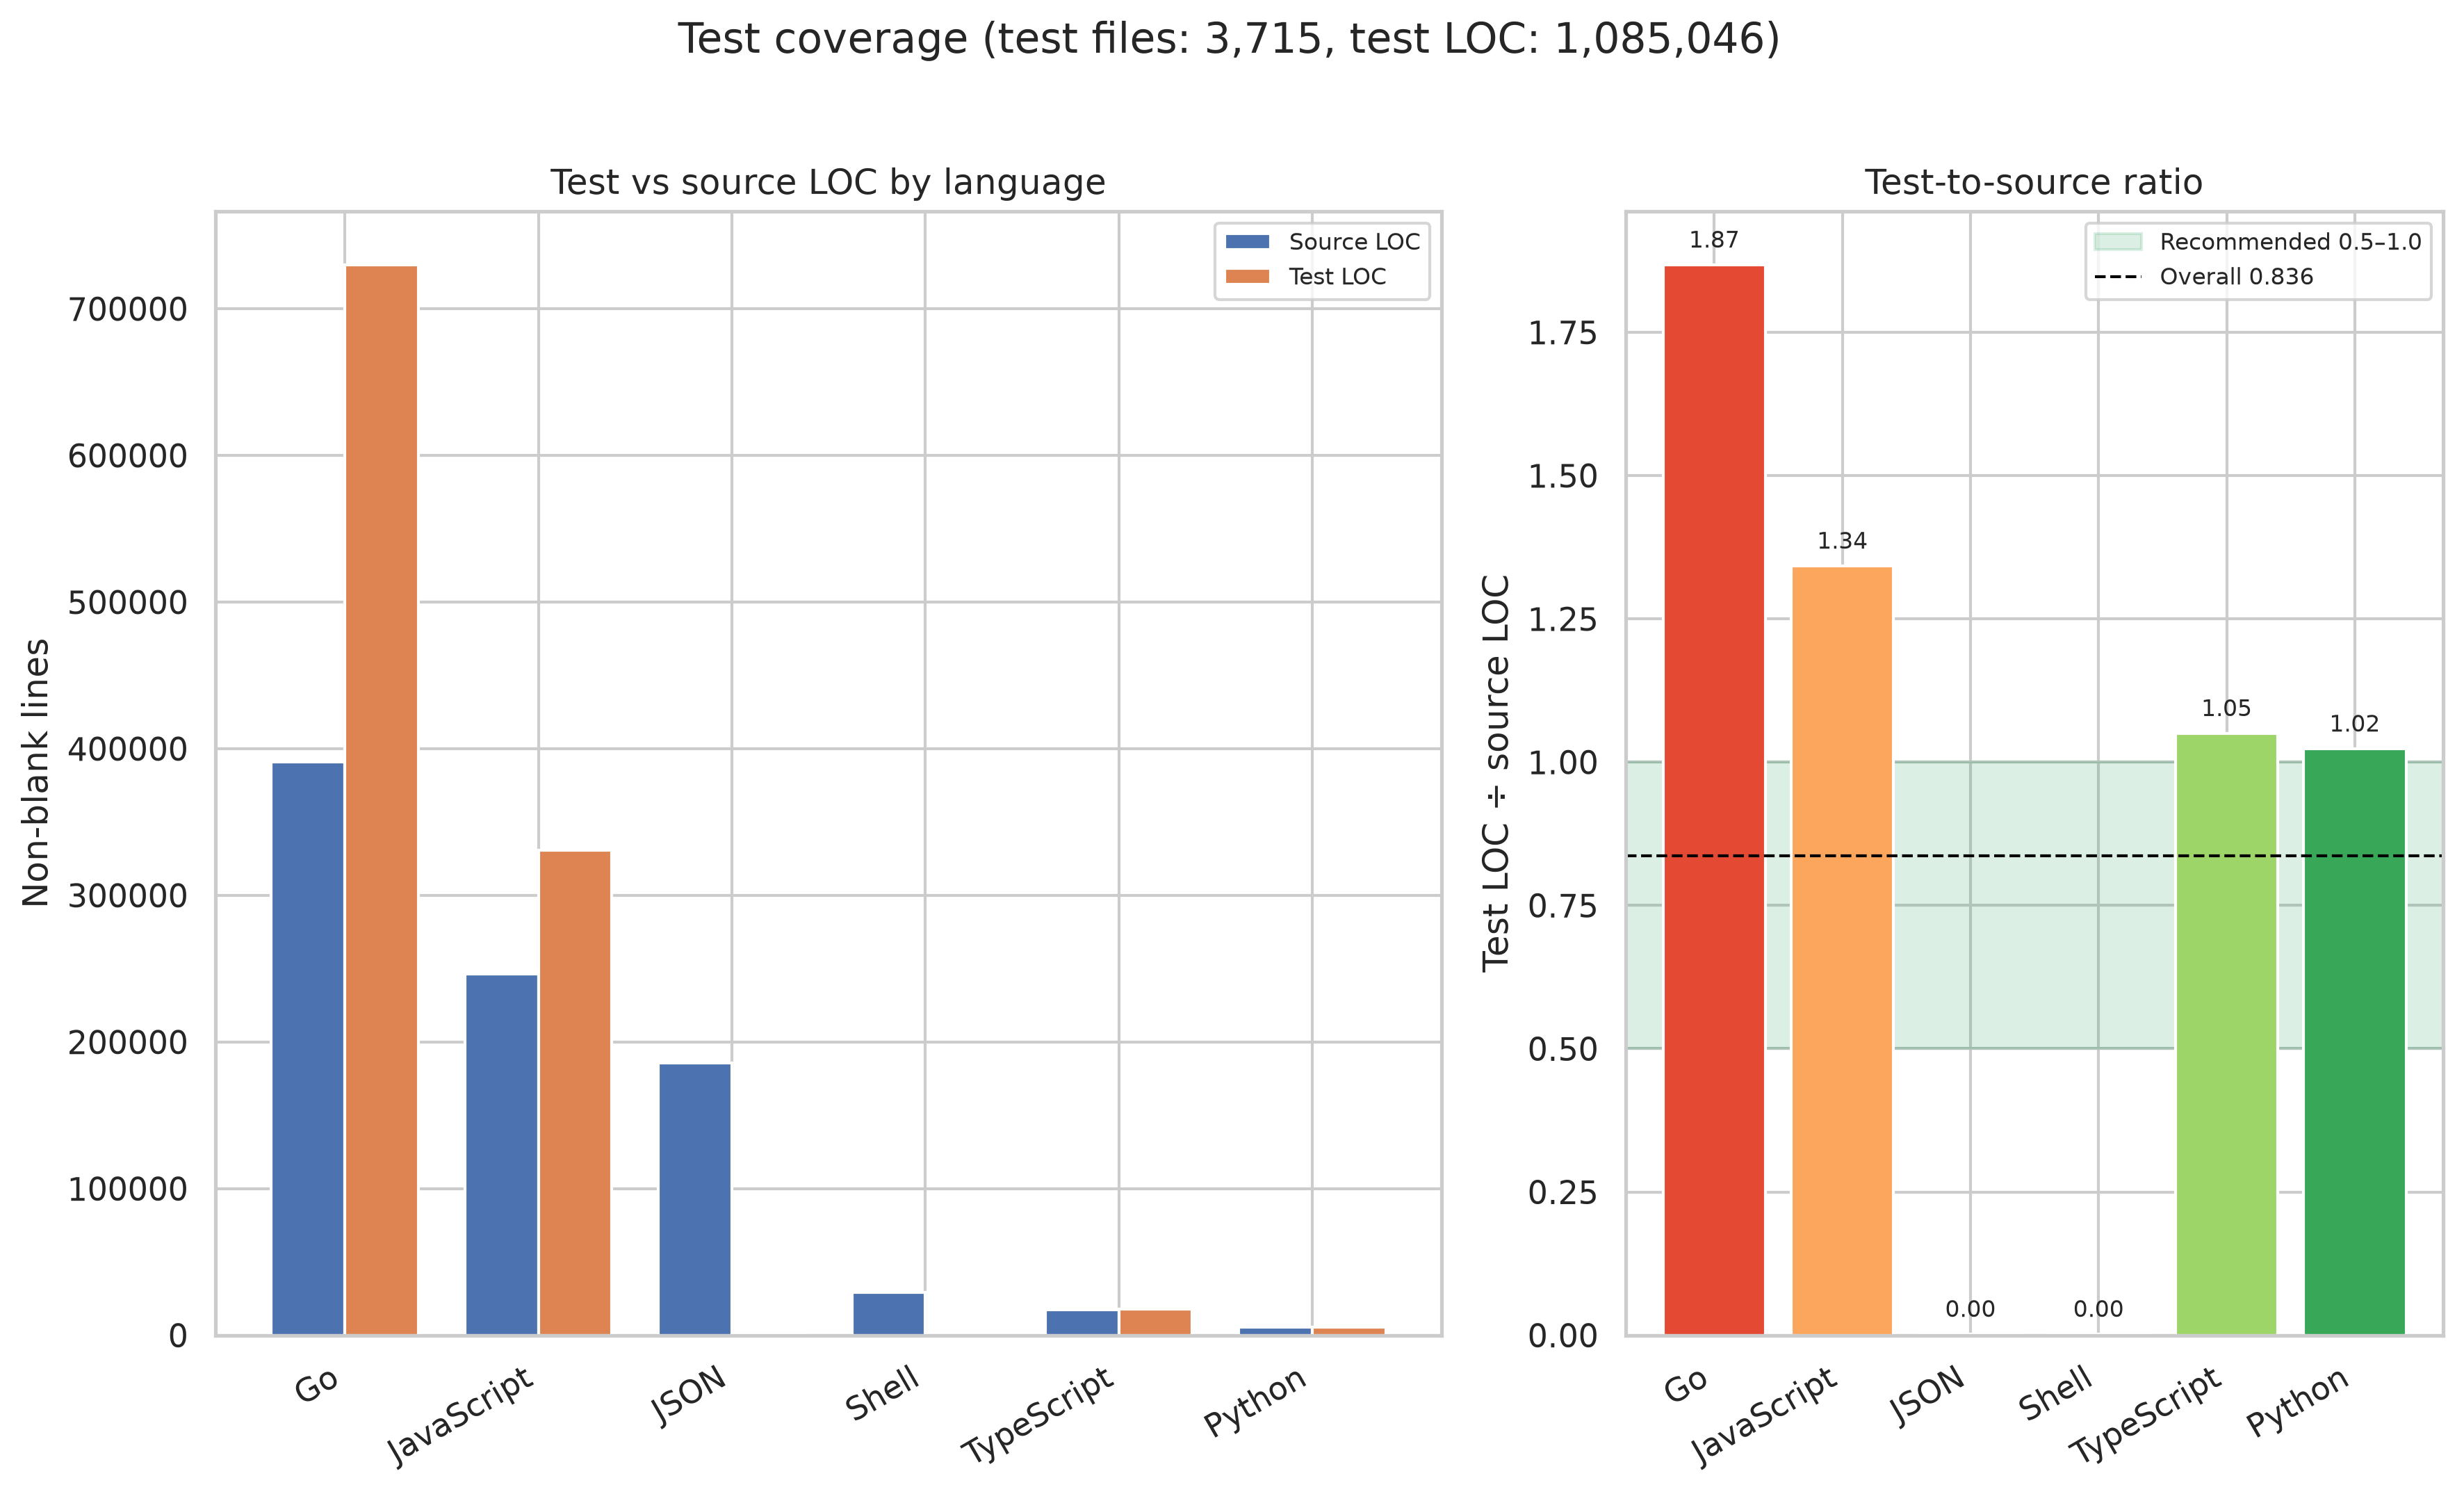 Test coverage (test files: 3,715, test LOC: 1,085,046)
Test vs source LOC by language
Source LOC
Test LOC
Non-blank lines
700000
600000
500000
400000
300000
200000
100000
0
Go
JavaScript
JSON
Shell
TypeScript
Python
Test-to-source ratio
Recommended 0.5–1.0
Overall 0.836
Test LOC ÷ source LOC
1.75
1.50
1.25
1.00
0.75
0.50
0.25
0.00
1.87
1.34
0.00
0.00
1.05
1.02
Go
JavaScript
JSON
Shell
TypeScript
Python